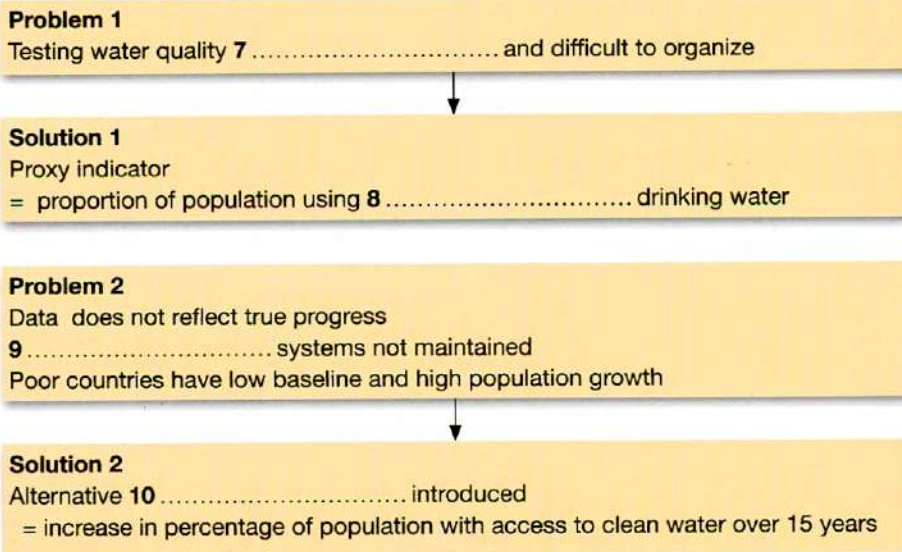 Problem 1
Testing water quality 7 .............................. and difficult to organize
Solution 1
Proxy indicator
= proportion of population using 8 .............................. drinking water
Problem 2
Data does not reflect true progress
9 .............................. systems not maintained
Poor countries have low baseline and high population growth
Solution 2
Alternative 10 .............................. introduced
= increase in percentage of population with access to clean water over 15 years